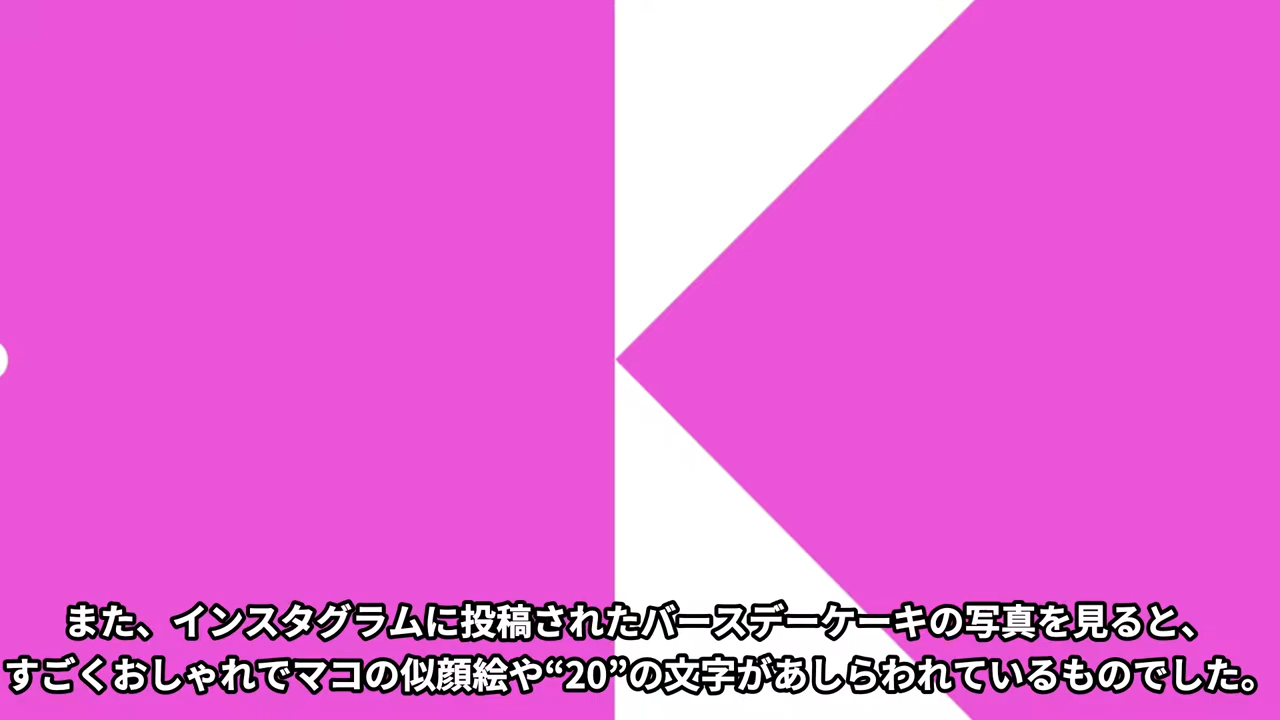 また、インスタグラムに投稿されたバースデーケーキの写真を見ると、
すごくおしゃれでマコの似顔絵や“20”の文字があしらわれているものでした。